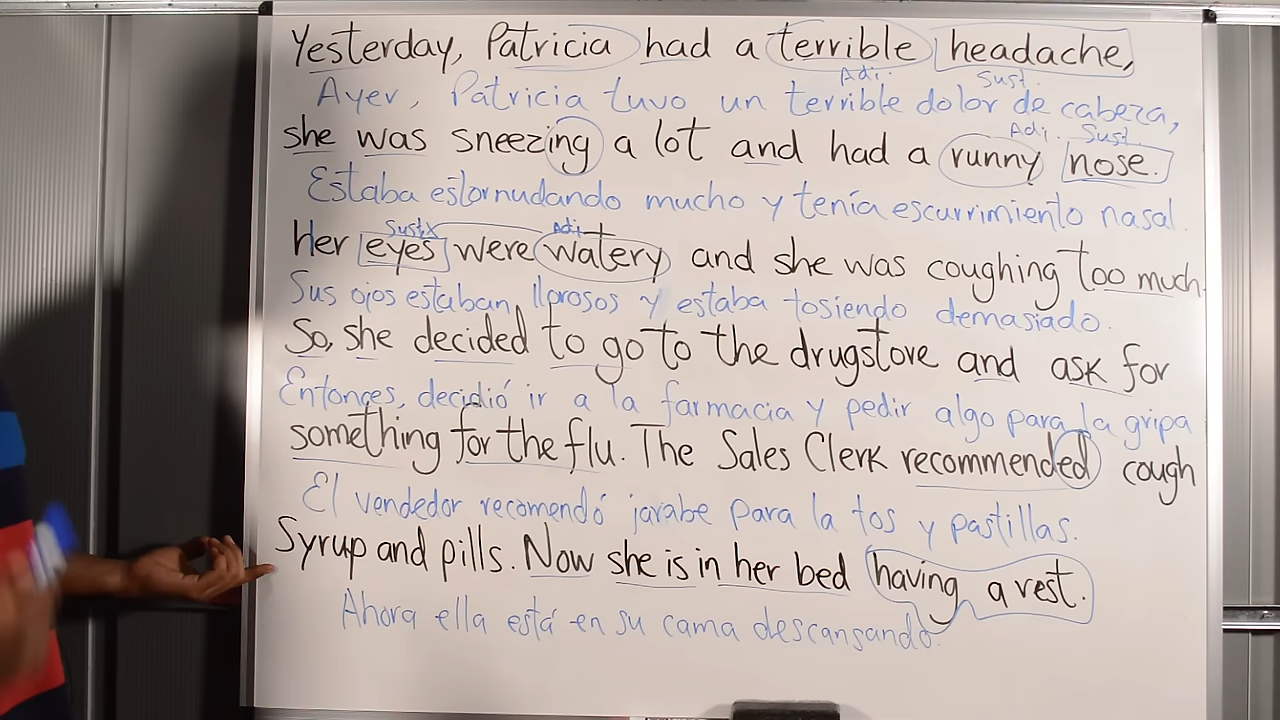 Yesterday, Patricia had a terrible headache,
Adj. Sust.
Ayer, Patricia tuvo un terrible dolor de cabeza,
Adj. Sust.
she was sneezing a lot and had a runny nose.
Estaba estornudando mucho y tenía escurrimiento nasal.
Sust Adj.
Her eyes were watery and she was coughing too much.
Sus ojos estaban llorosos y estaba tosiendo demasiado.
So, she decided to go to the drugstore and ask for
Entonces, decidió ir a la farmacia y pedir algo para la gripa
something for the flu. The Sales Clerk recommended cough
El vendedor recomendó jarabe para la tos y pastillas.
Syrup and pills. Now she is in her bed having a rest.
Ahora ella está en su cama descansando.